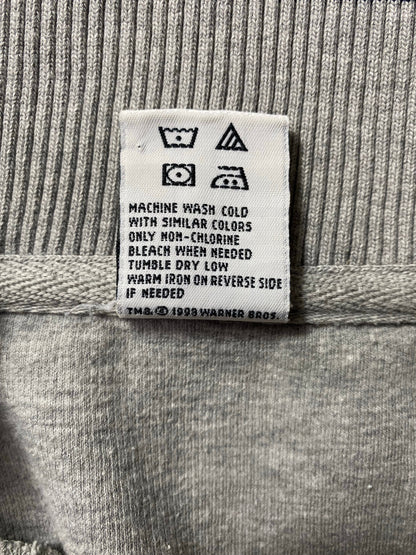 MACHINE WASH COLD
WITH SIMILAR COLORS
ONLY NON-CHLORINE
BLEACH WHEN NEEDED
TUMBLE DRY LOW
WARM IRON ON REVERSE SIDE
IF NEEDED
TM& © 1993 WARNER BROS.